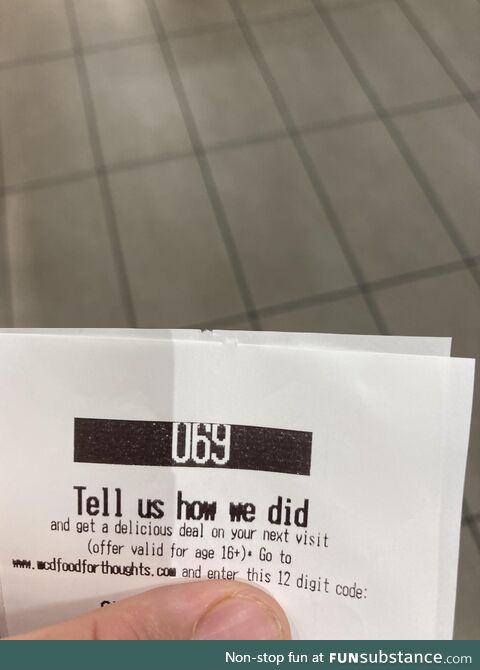 069
Tell us how we did
and get a delicious deal on your next visit
(offer valid for age 16+)* Go to
www.mcdfoodforthoughts.com and enter this 12 digit code:
Non-stop fun at FUNsubstance.com